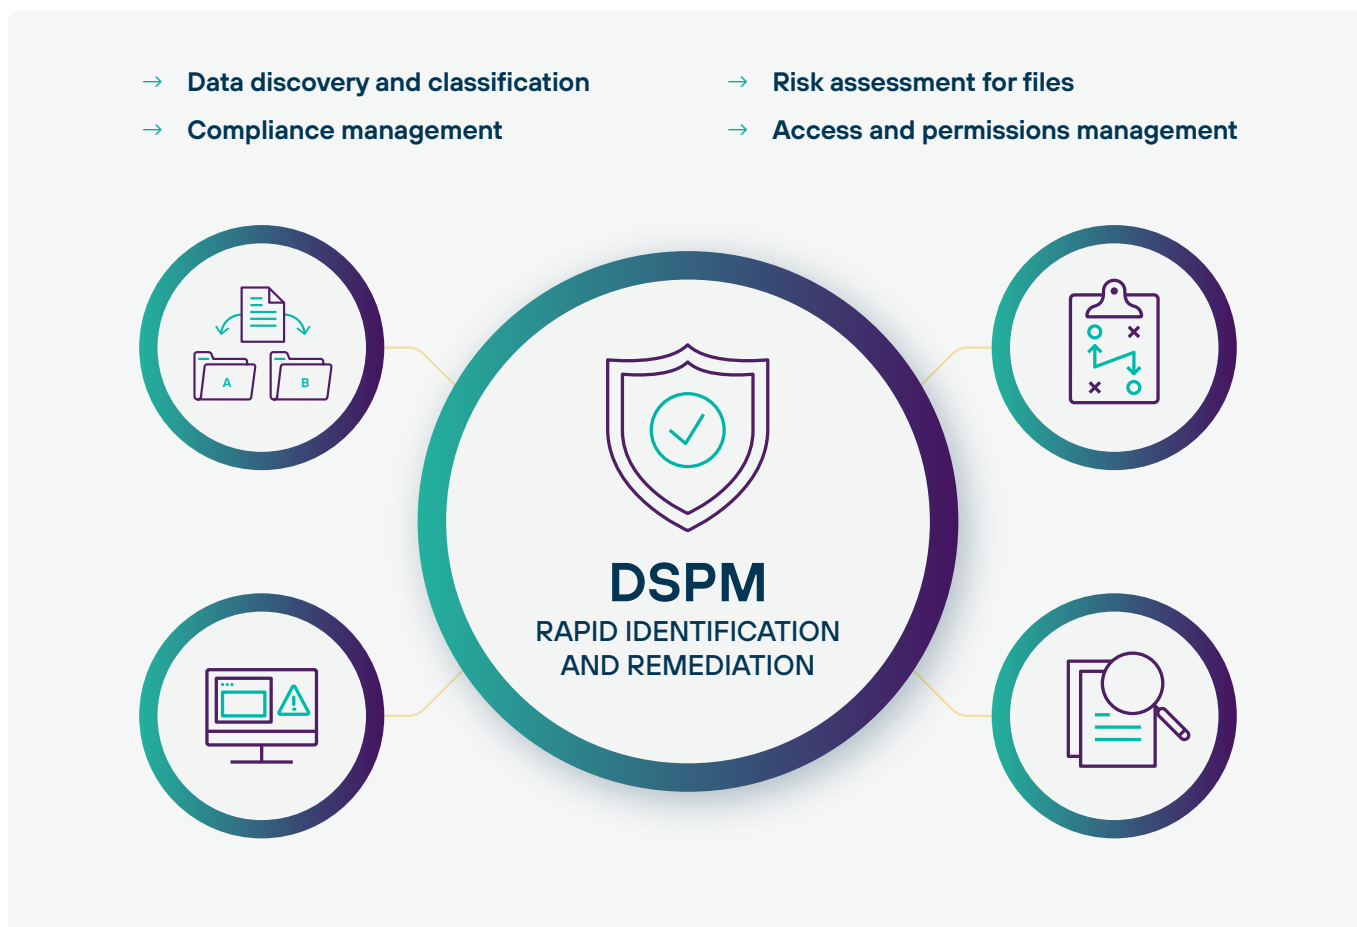 → Data discovery and classification
→ Compliance management
→ Risk assessment for files
→ Access and permissions management
A
B
DSPM
RAPID IDENTIFICATION
AND REMEDIATION